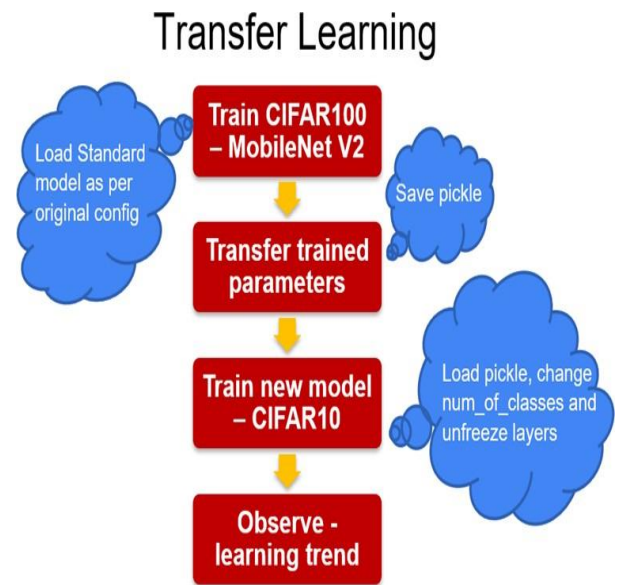 Transfer Learning
Train CIFAR100
– MobileNet V2
Load Standard
model as per
original config
Save pickle
Transfer trained
parameters
Train new model
– CIFAR10
Load pickle, change
num_of_classes and
unfreeze layers
Observe -
learning trend